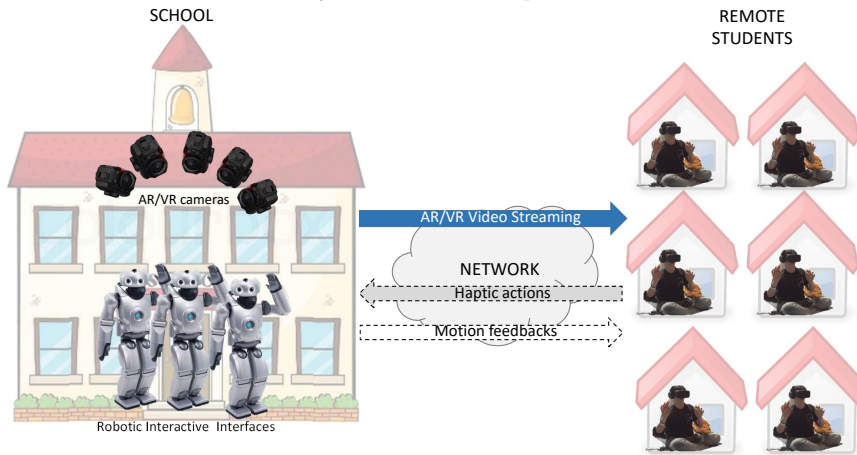 SCHOOL
REMOTE
STUDENTS
AR/VR cameras
AR/VR Video Streaming
NETWORK
Haptic actions
Motion feedbacks
Robotic Interactive Interfaces